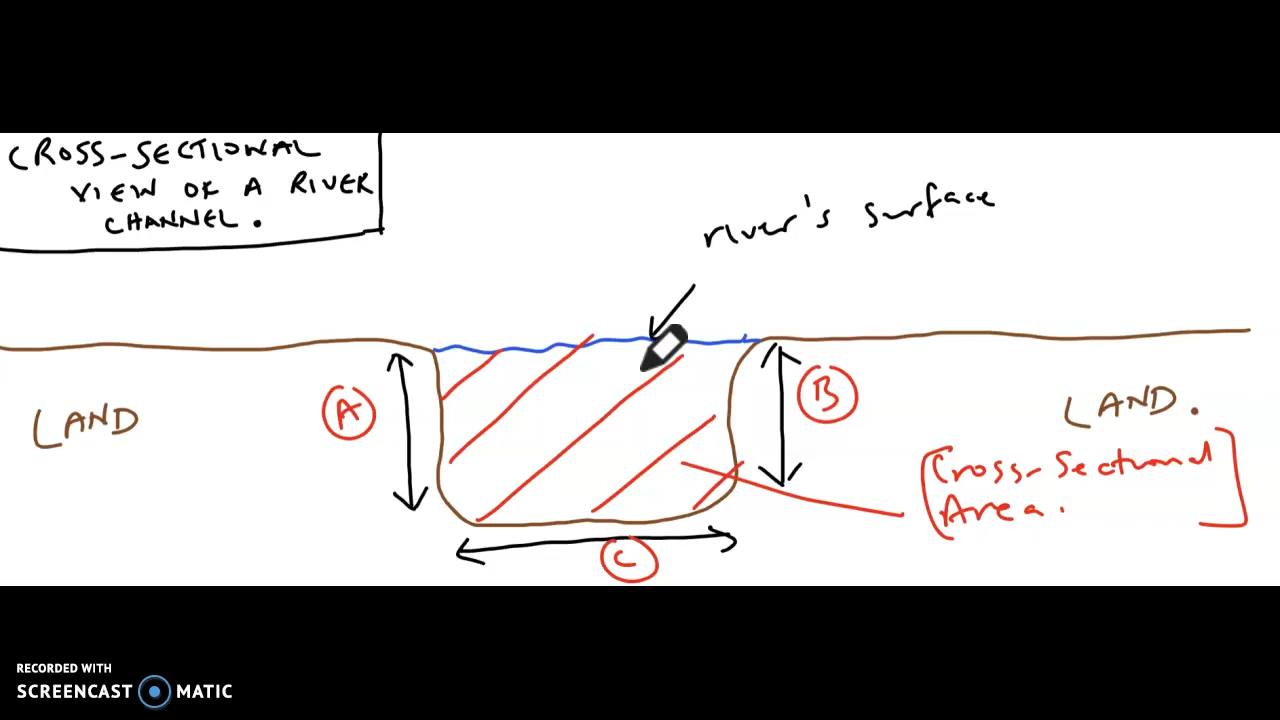 CROSS-SECTIONAL
VIEW OF A RIVER
CHANNEL.
river's surface
A
B
LAND
LAND.
Cross-Sectional
Area.
C
RECORDED WITH
SCREENCAST MATIC